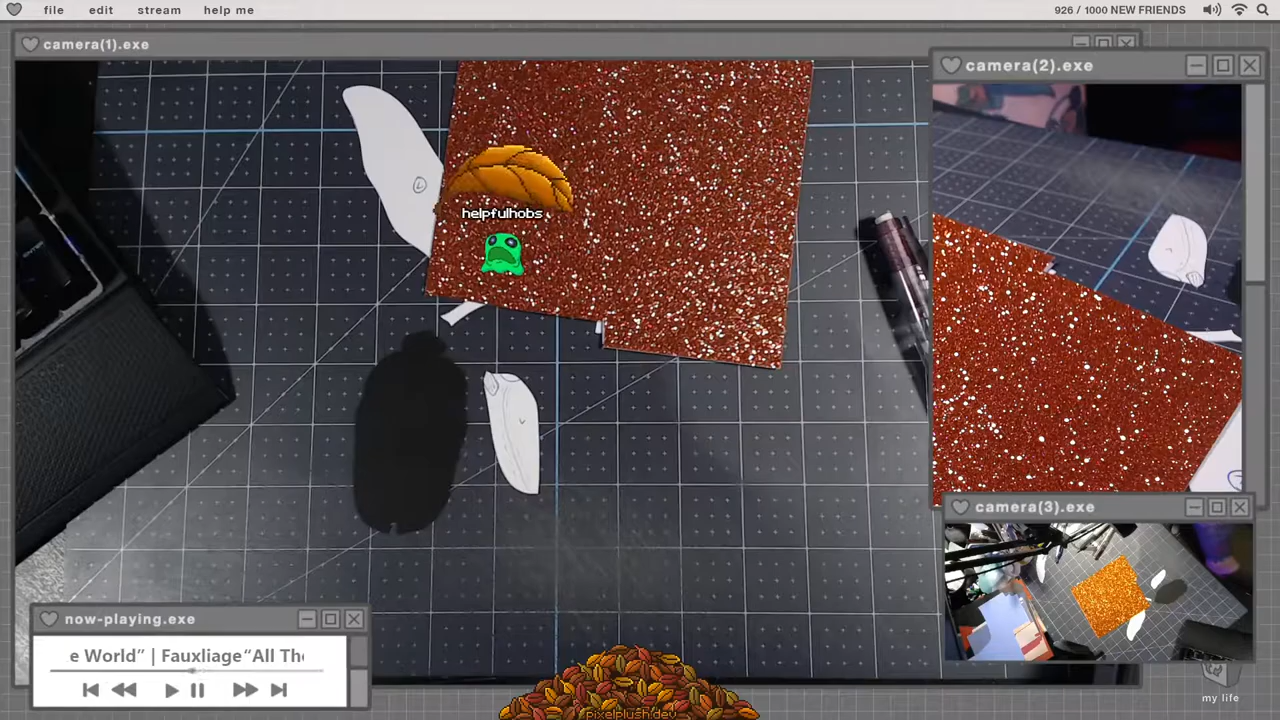 file edit stream help me
926 / 1000 NEW FRIENDS
camera(1).exe
camera(2).exe
helpfulhobs
camera(3).exe
now-playing.exe
e World” | Fauxliage“All The
my life
pixelplush.dev